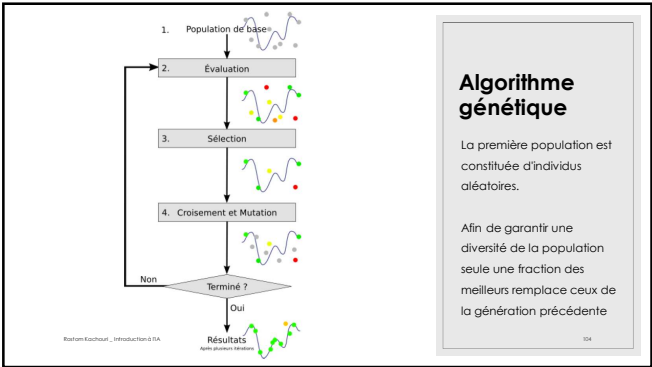 1. Population de base
2. Évaluation
3. Sélection
4. Croisement et Mutation
Non
Terminé ?
Oui
Résultats
Après plusieurs itérations
Algorithme
génétique
La première population est
constituée d'individus
aléatoires.
Afin de garantir une
diversité de la population
seule une fraction des
meilleurs remplace ceux de
la génération précédente
Rostom Kachouri _ Introduction à l'IA
104